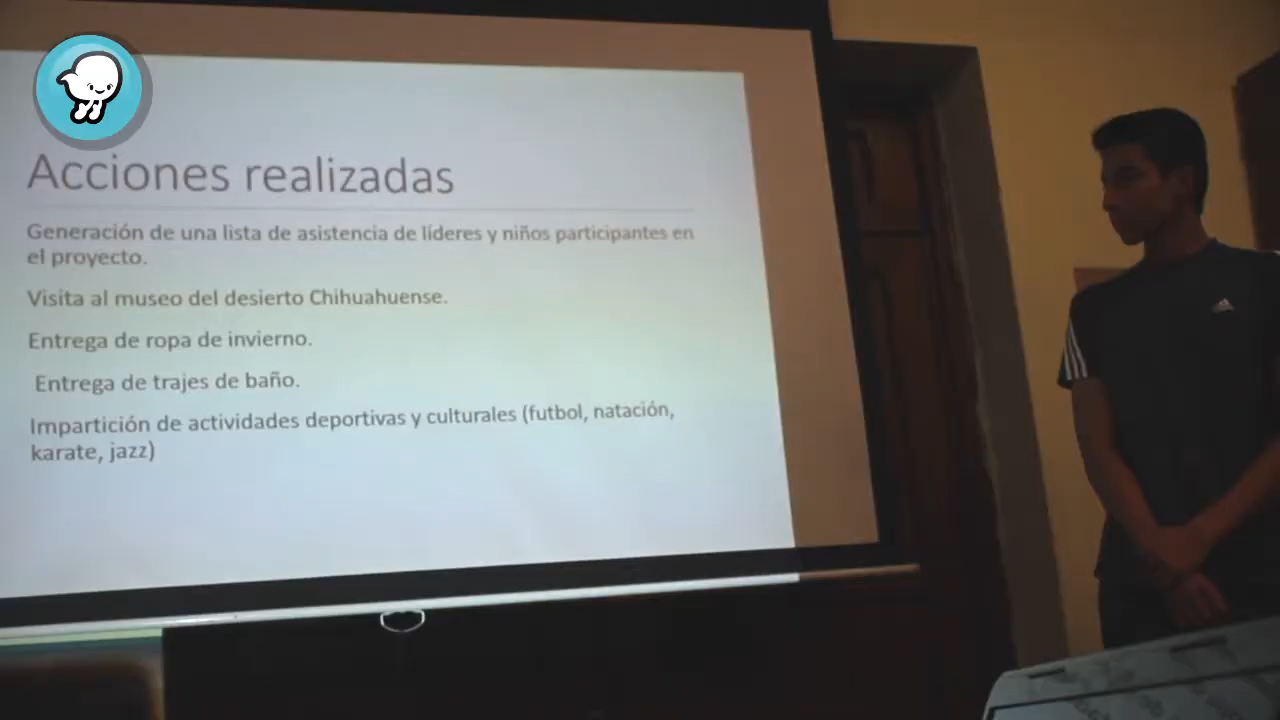 Acciones realizadas
Generación de una lista de asistencia de líderes y niños participantes en
el proyecto.
Visita al museo del desierto Chihuahuense.
Entrega de ropa de invierno.
Entrega de trajes de baño.
Impartición de actividades deportivas y culturales (futbol, natación,
karate, jazz)